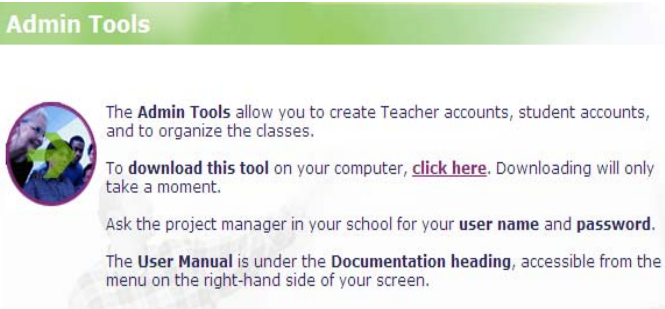 Admin Tools
The Admin Tools allow you to create Teacher accounts, student accounts,
and to organize the classes.
To download this tool on your computer, click here. Downloading will only
take a moment.
Ask the project manager in your school for your user name and password.
The User Manual is under the Documentation heading, accessible from the
menu on the right-hand side of your screen.